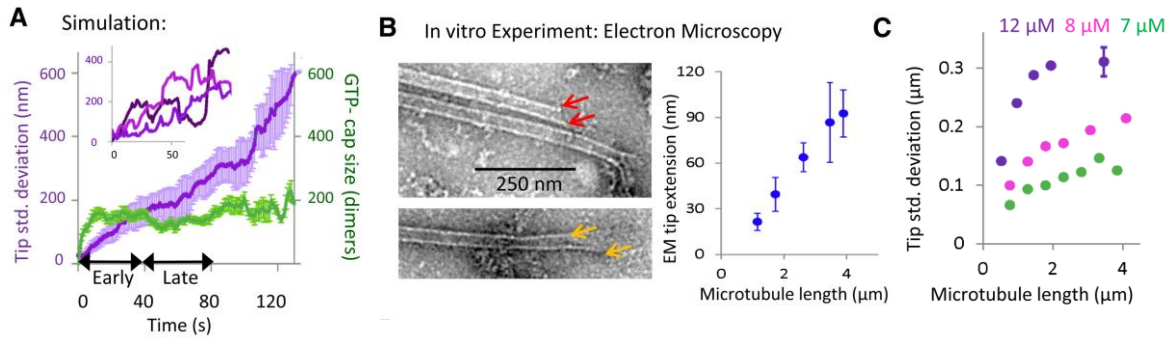 A
Simulation:
Tip std. deviation (nm)
600
400
200
0
400
200
0
0
50
600
400
200
0
GTP- cap size (dimers)
Early
Late
0
40
80
120
Time (s)
B
In vitro Experiment: Electron Microscopy
250 nm
EM tip extension (nm)
120
90
60
30
0
0
2
4
Microtubule length (µm)
C
12 µM 8 µM 7 µM
Tip std. deviation (µm)
0.3
0.2
0.1
0
0
2
4
Microtubule length (µm)